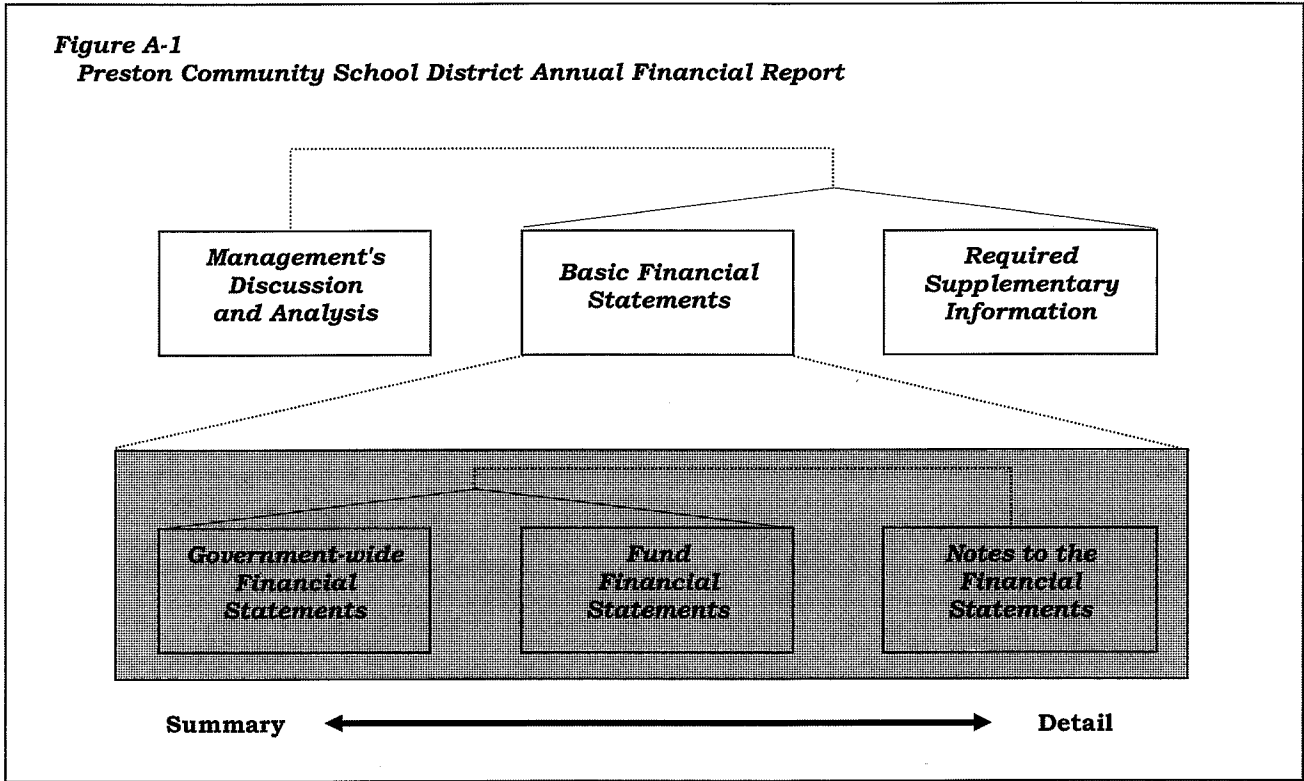 Figure A-1
Preston Community School District Annual Financial Report
Management's
Discussion
and Analysis
Basic Financial
Statements
Required
Supplementary
Information
Government-wide
Financial
Statements
Fund
Financial
Statements
Notes to the
Financial
Statements
Summary
Detail